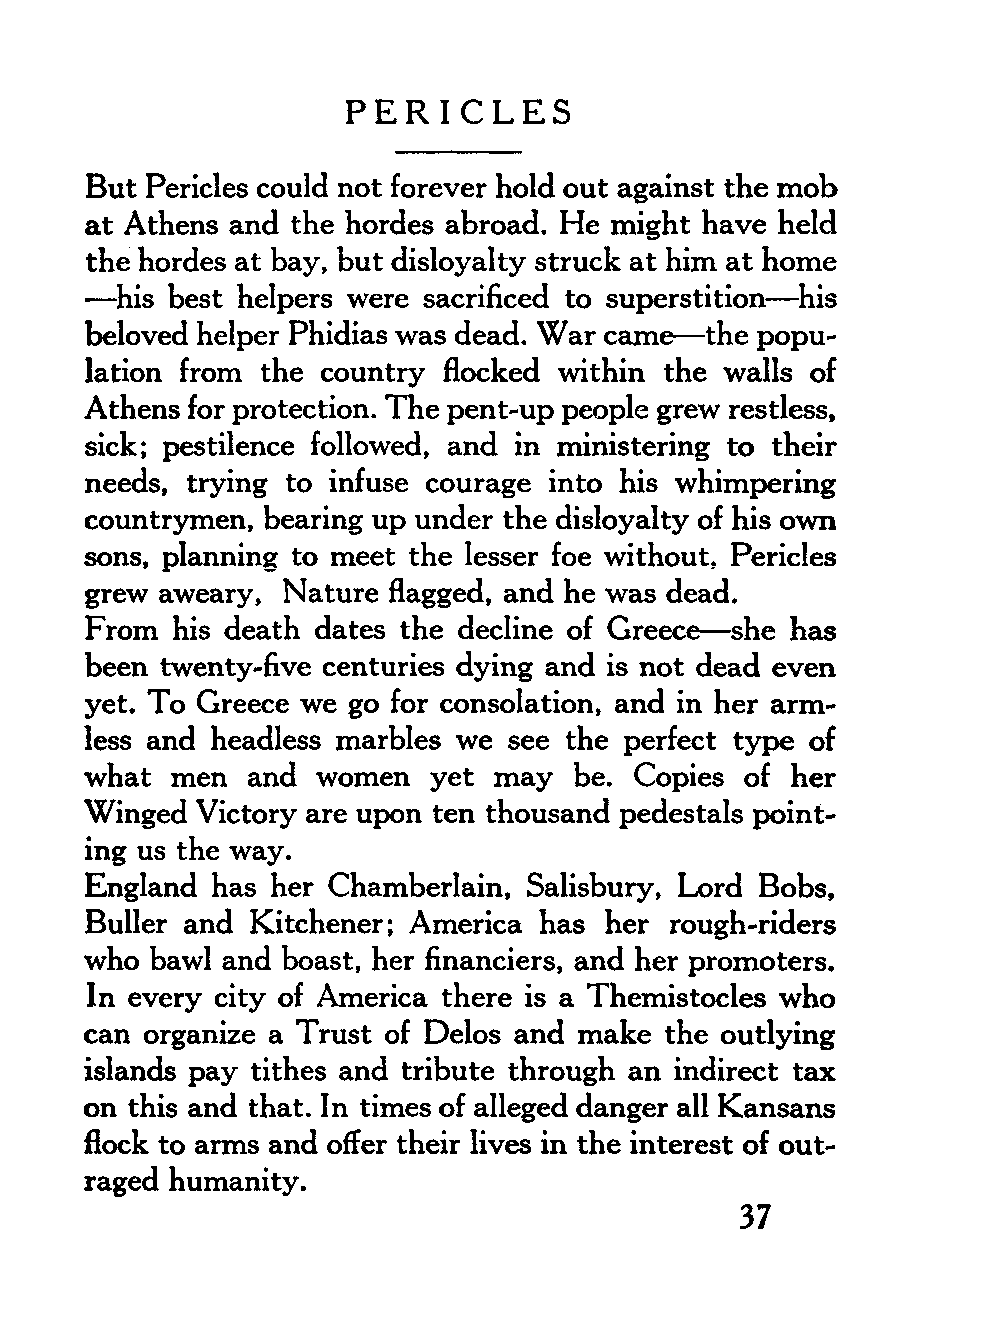 PERICLES
But Pericles could not forever hold out against the mob
at Athens and the hordes abroad. He might have held
the hordes at bay, but disloyalty struck at him at home
—his best helpers were sacrificed to superstition—his
beloved helper Phidias was dead. War came—the popu-
lation from the country flocked within the walls of
Athens for protection. The pent-up people grew restless,
sick; pestilence followed, and in ministering to their
needs, trying to infuse courage into his whimpering
countrymen, bearing up under the disloyalty of his own
sons, planning to meet the lesser foe without, Pericles
grew aweary, Nature flagged, and he was dead.
From his death dates the decline of Greece—she has
been twenty-five centuries dying and is not dead even
yet. To Greece we go for consolation, and in her arm-
less and headless marbles we see the perfect type of
what men and women yet may be. Copies of her
Winged Victory are upon ten thousand pedestals point-
ing us the way.
England has her Chamberlain, Salisbury, Lord Bobs,
Buller and Kitchener; America has her rough-riders
who bawl and boast, her financiers, and her promoters.
In every city of America there is a Themistocles who
can organize a Trust of Delos and make the outlying
islands pay tithes and tribute through an indirect tax
on this and that. In times of alleged danger all Kansans
flock to arms and offer their lives in the interest of out-
raged humanity.
37